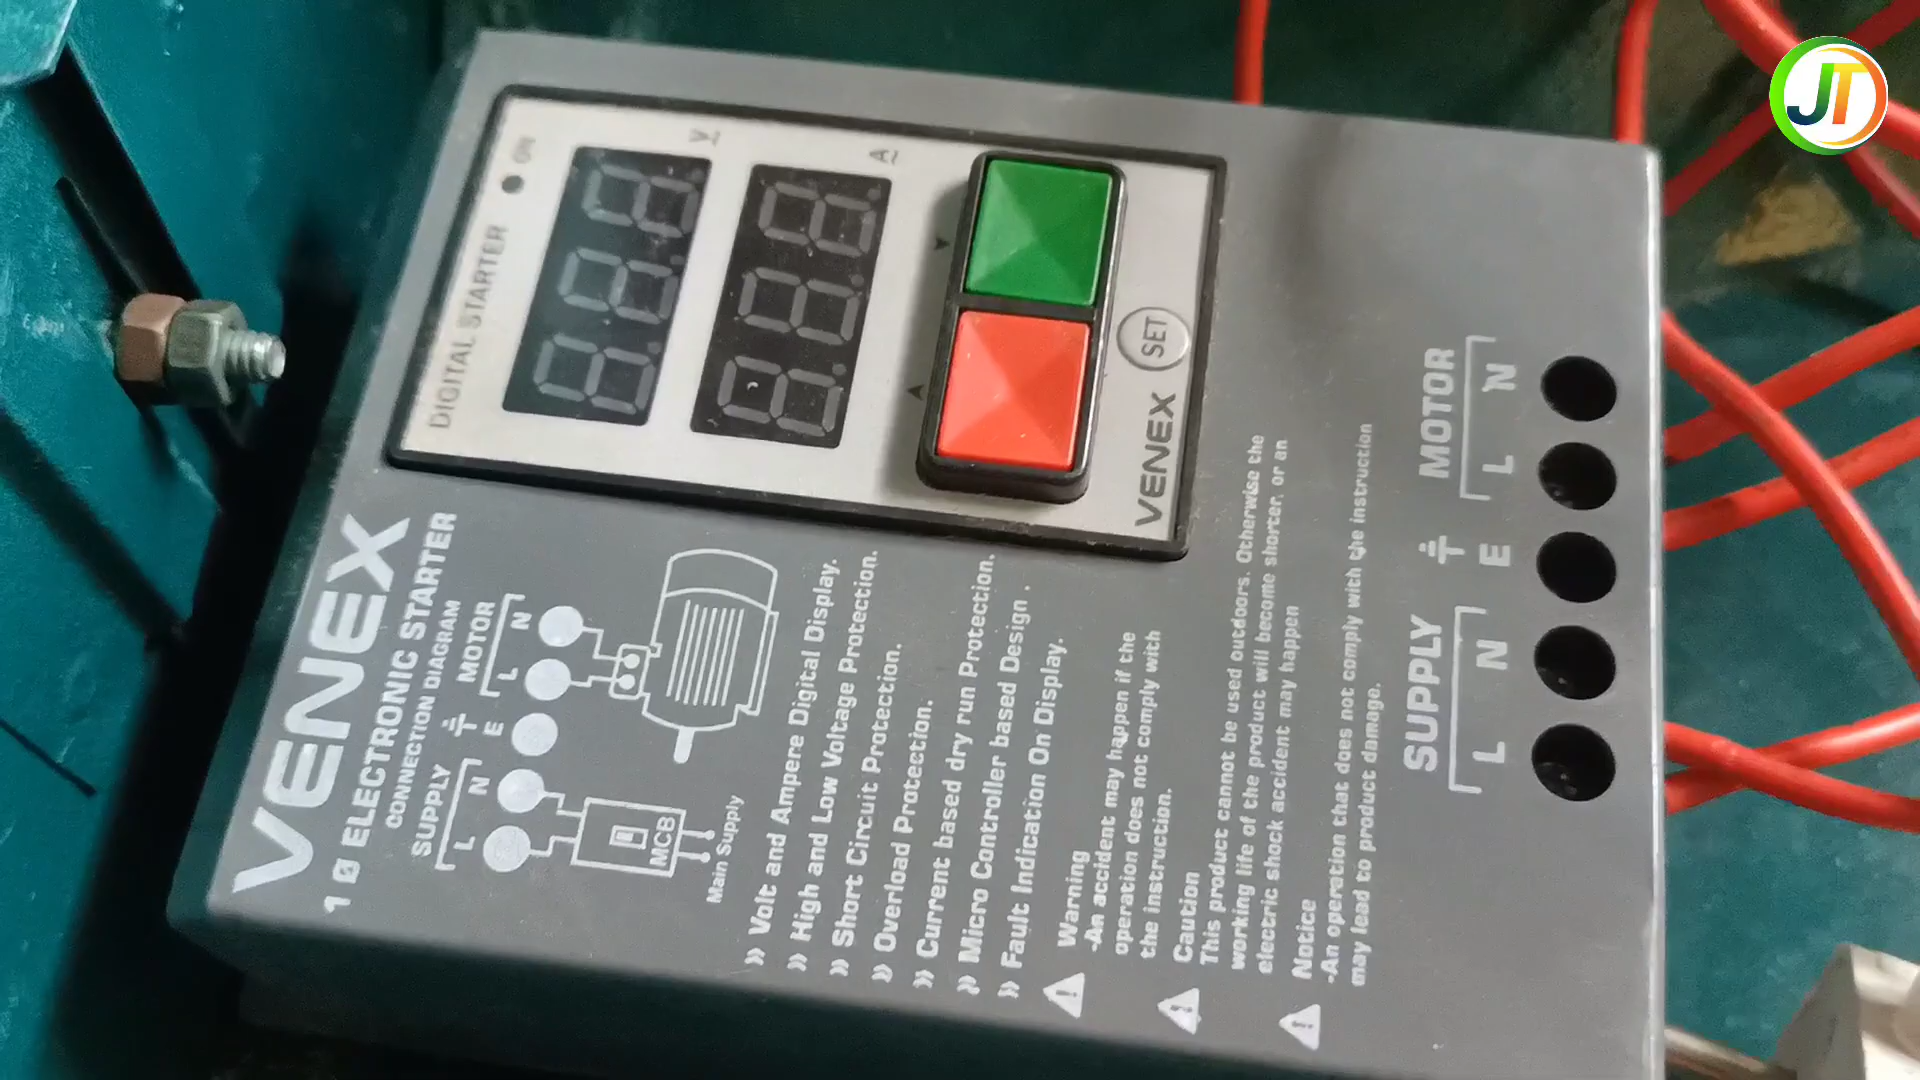 VENEX
1 Ø ELECTRONIC STARTER
CONNECTION DIAGRAM
SUPPLY MOTOR
L N E L N
MCB
Main Supply
» Volt and Ampere Digital Display.
» High and Low Voltage Protection.
» Short Circuit Protection.
» Overload Protection.
» Current based dry run Protection.
» Micro Controller based Design .
» Fault Indication On Display.
Warning
-An accident may happen if the
operation does not comply with
the instruction.
Caution
This product cannot be used outdoors. Otherwise the
working life of the product will become shorter, or an
electric shock accident may happen
Notice
-An operation that does not comply with the instruction
may lead to product damage.
DIGITAL STARTER
ON
V
A
SET
VENEX
SUPPLY MOTOR
L N E L N
JT